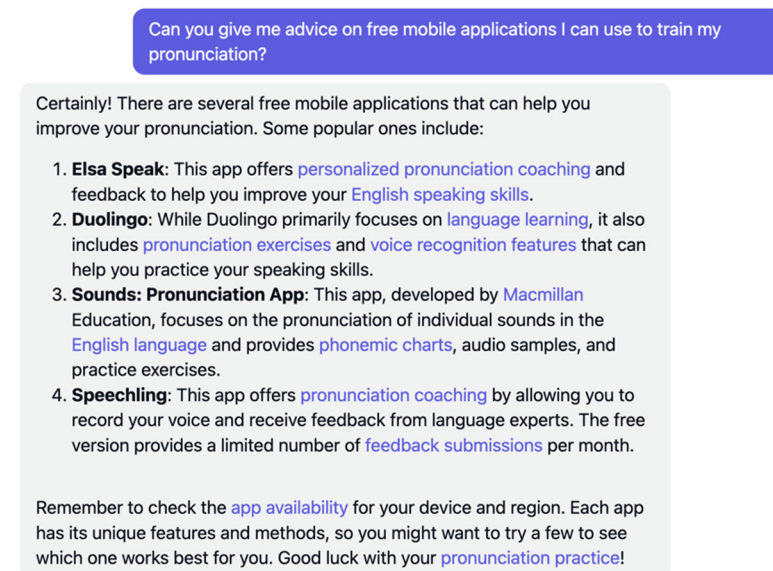 Can you give me advice on free mobile applications I can use to train my
pronunciation?
Certainly! There are several free mobile applications that can help you
improve your pronunciation. Some popular ones include:
1. Elsa Speak: This app offers personalized pronunciation coaching and
feedback to help you improve your English speaking skills.
2. Duolingo: While Duolingo primarily focuses on language learning, it also
includes pronunciation exercises and voice recognition features that can
help you practice your speaking skills.
3. Sounds: Pronunciation App: This app, developed by Macmillan
Education, focuses on the pronunciation of individual sounds in the
English language and provides phonemic charts, audio samples, and
practice exercises.
4. Speechling: This app offers pronunciation coaching by allowing you to
record your voice and receive feedback from language experts. The free
version provides a limited number of feedback submissions per month.
Remember to check the app availability for your device and region. Each app
has its unique features and methods, so you might want to try a few to see
which one works best for you. Good luck with your pronunciation practice!